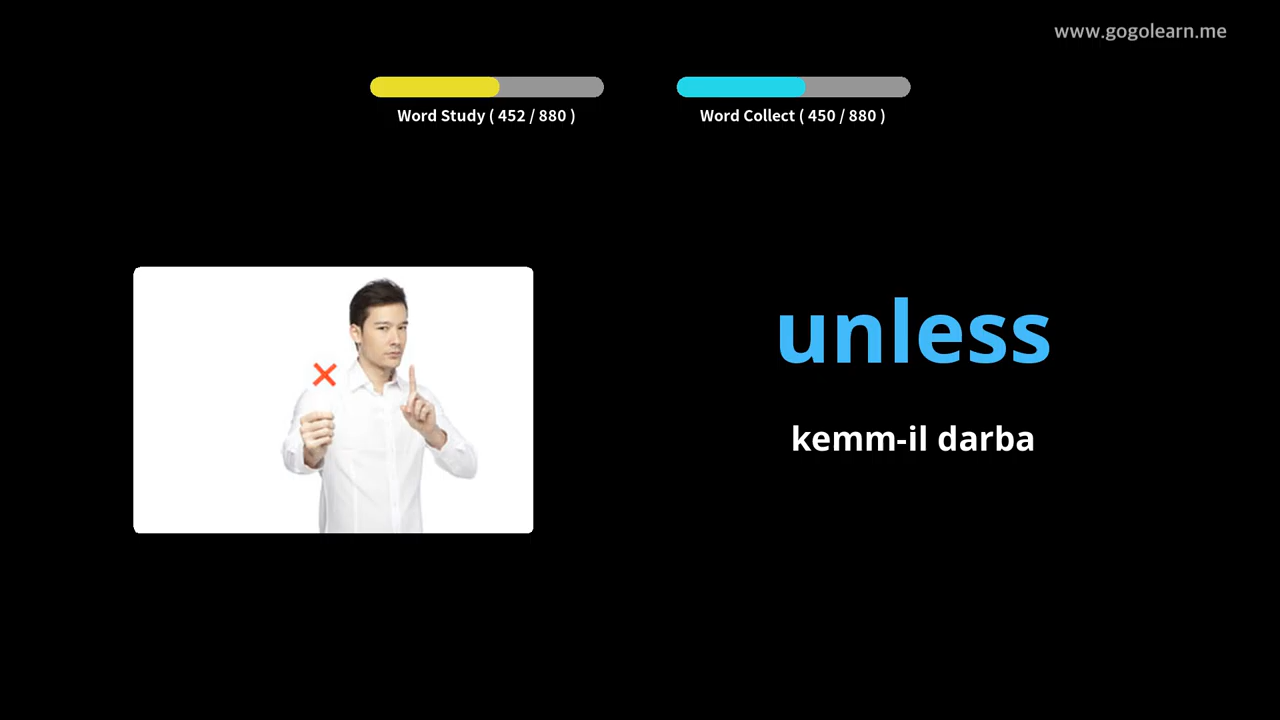 www.gogolearn.me
Word Study ( 452 / 880 )
Word Collect ( 450 / 880 )
unless
kemm-il darba